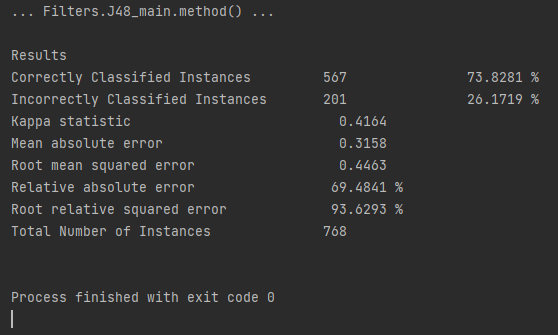 ... Filters.J48_main.method() ...
Results
Correctly Classified Instances 567 73.8281 %
Incorrectly Classified Instances 201 26.1719 %
Kappa statistic 0.4164
Mean absolute error 0.3158
Root mean squared error 0.4463
Relative absolute error 69.4841 %
Root relative squared error 93.6293 %
Total Number of Instances 768
Process finished with exit code 0